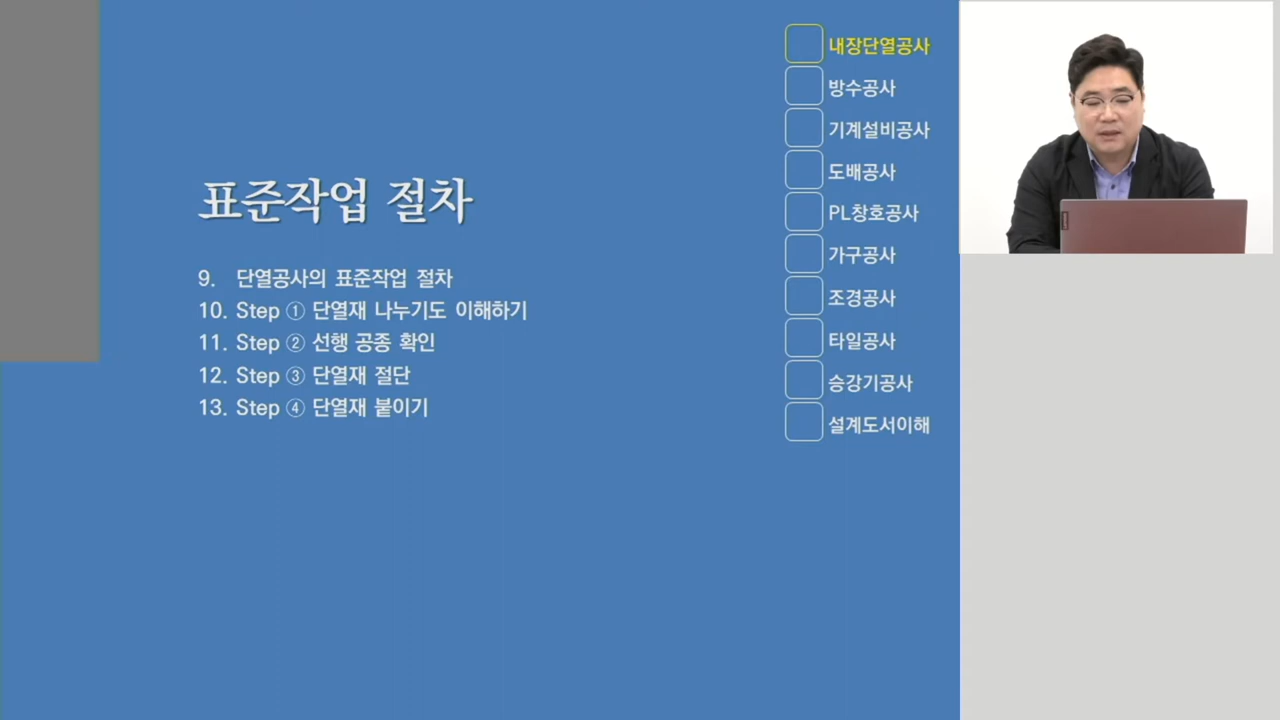 표준작업 절차
9. 단열공사의 표준작업 절차
10. Step ① 단열재 나누기도 이해하기
11. Step ② 선행 공종 확인
12. Step ③ 단열재 절단
13. Step ④ 단열재 붙이기
내장단열공사
방수공사
기계설비공사
도배공사
PL창호공사
가구공사
조경공사
타일공사
승강기공사
설계도서이해